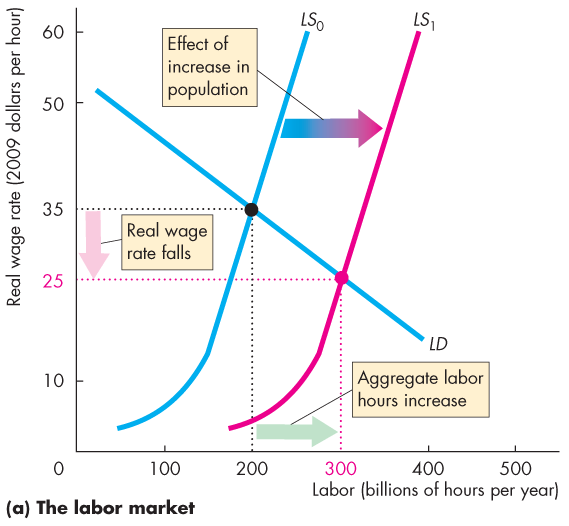 Real wage rate (2009 dollars per hour)
60
50
35
25
10
0
LS0
LS1
Effect of
increase in
population
Real wage
rate falls
LD
Aggregate labor
hours increase
100
200
300
400
500
Labor (billions of hours per year)
(a) The labor market